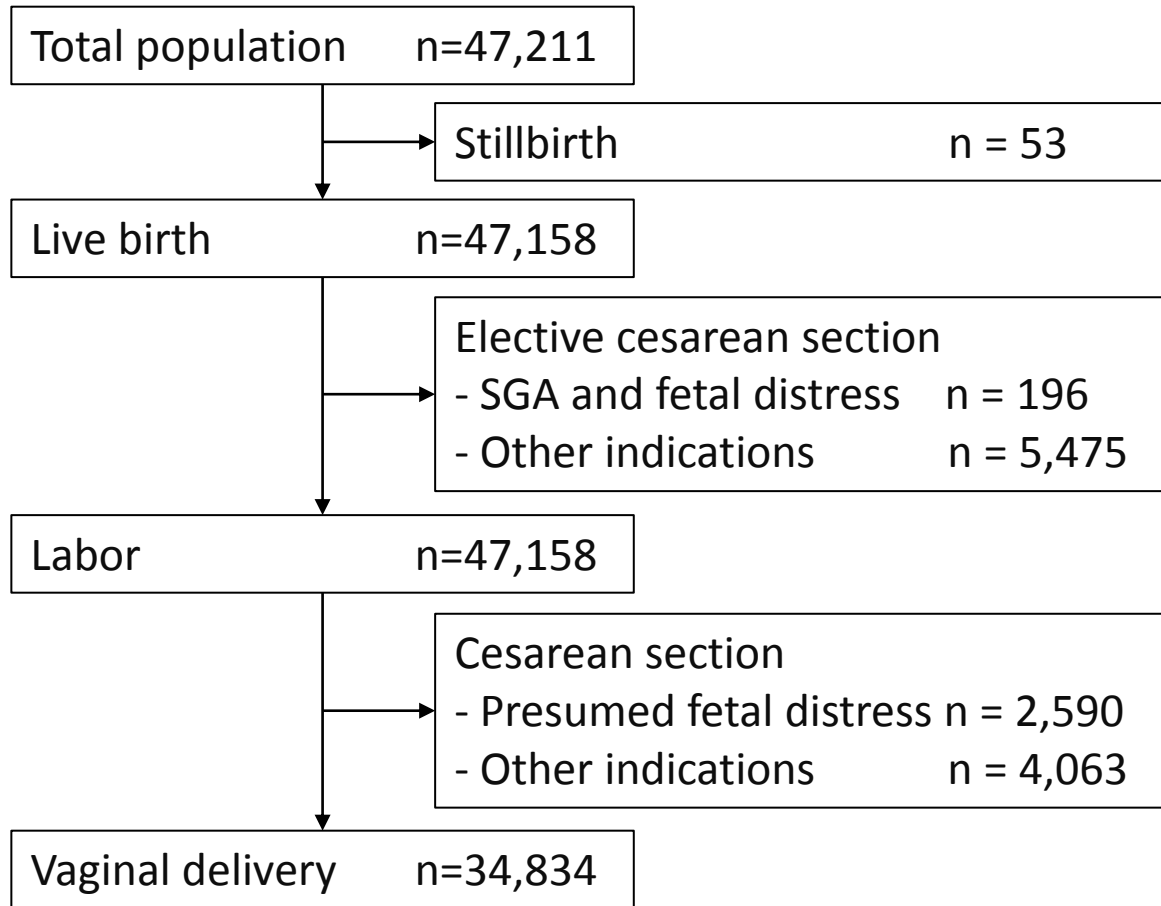 Total population n=47,211
Stillbirth n = 53
Live birth n=47,158
Elective cesarean section
- SGA and fetal distress n = 196
- Other indications n = 5,475
Labor n=47,158
Cesarean section
- Presumed fetal distress n = 2,590
- Other indications n = 4,063
Vaginal delivery n=34,834